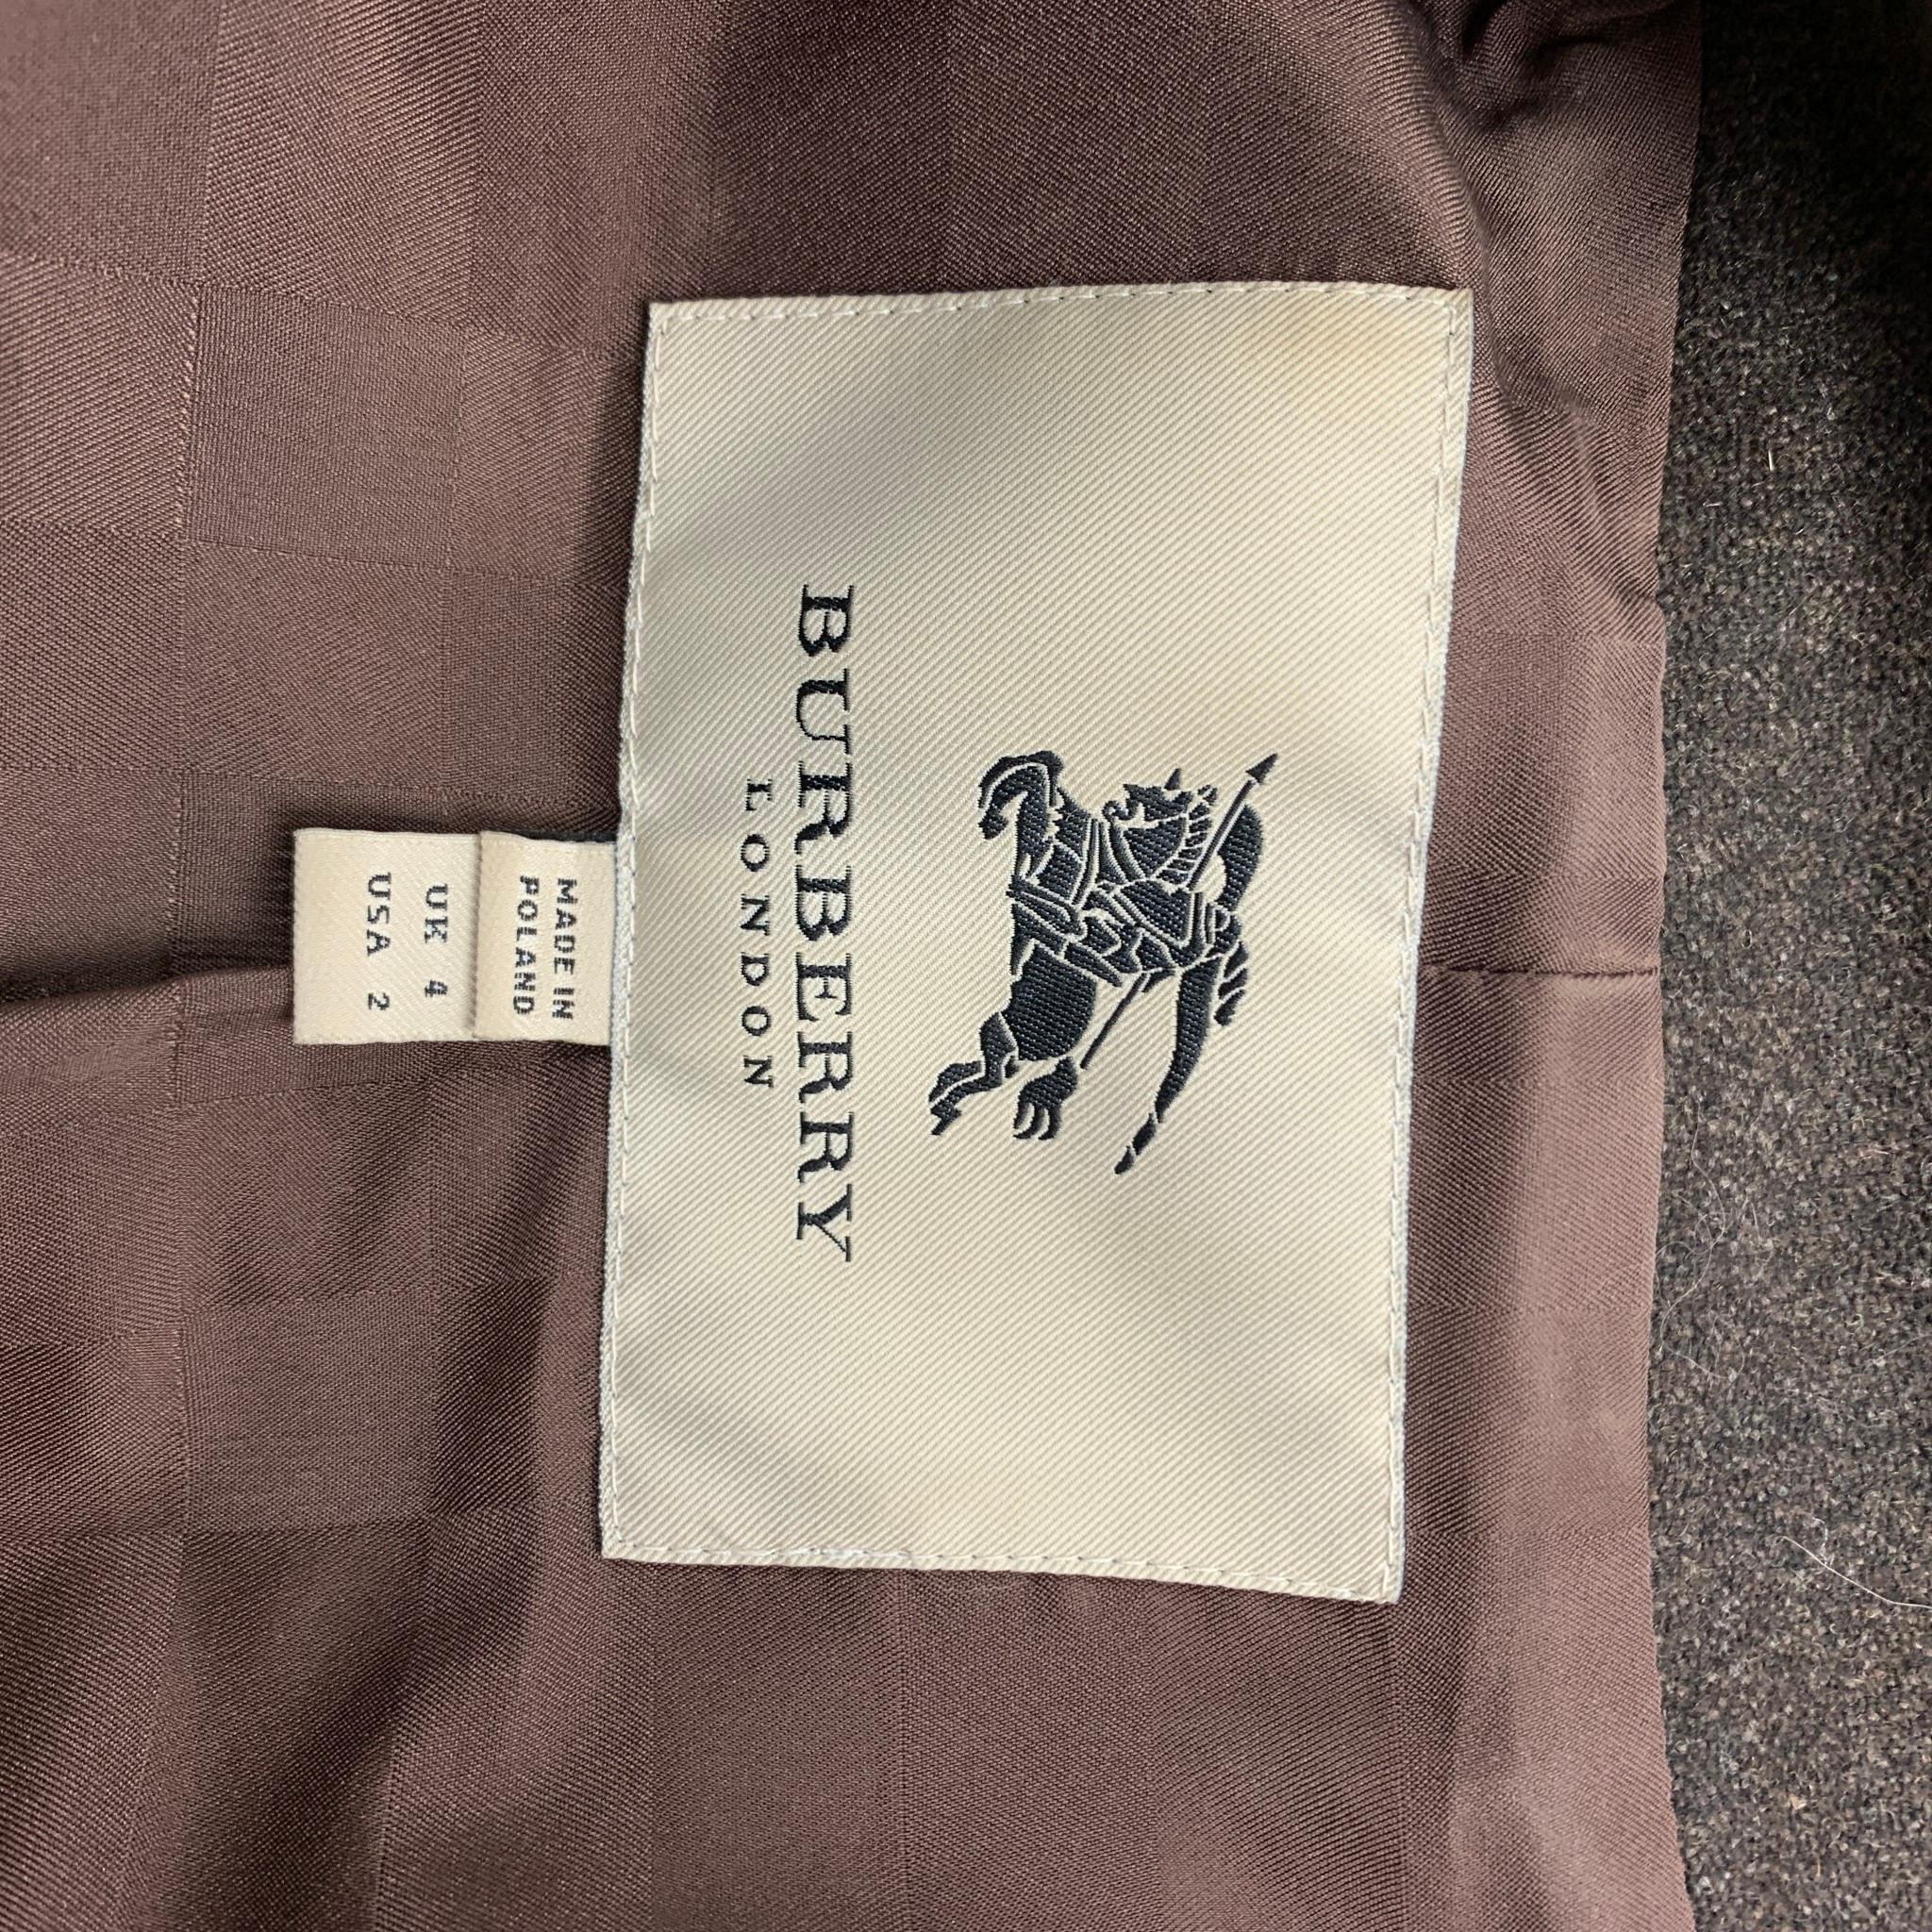 BURBERRY
LONDON
MADE IN
POLAND
UK 4
USA 2